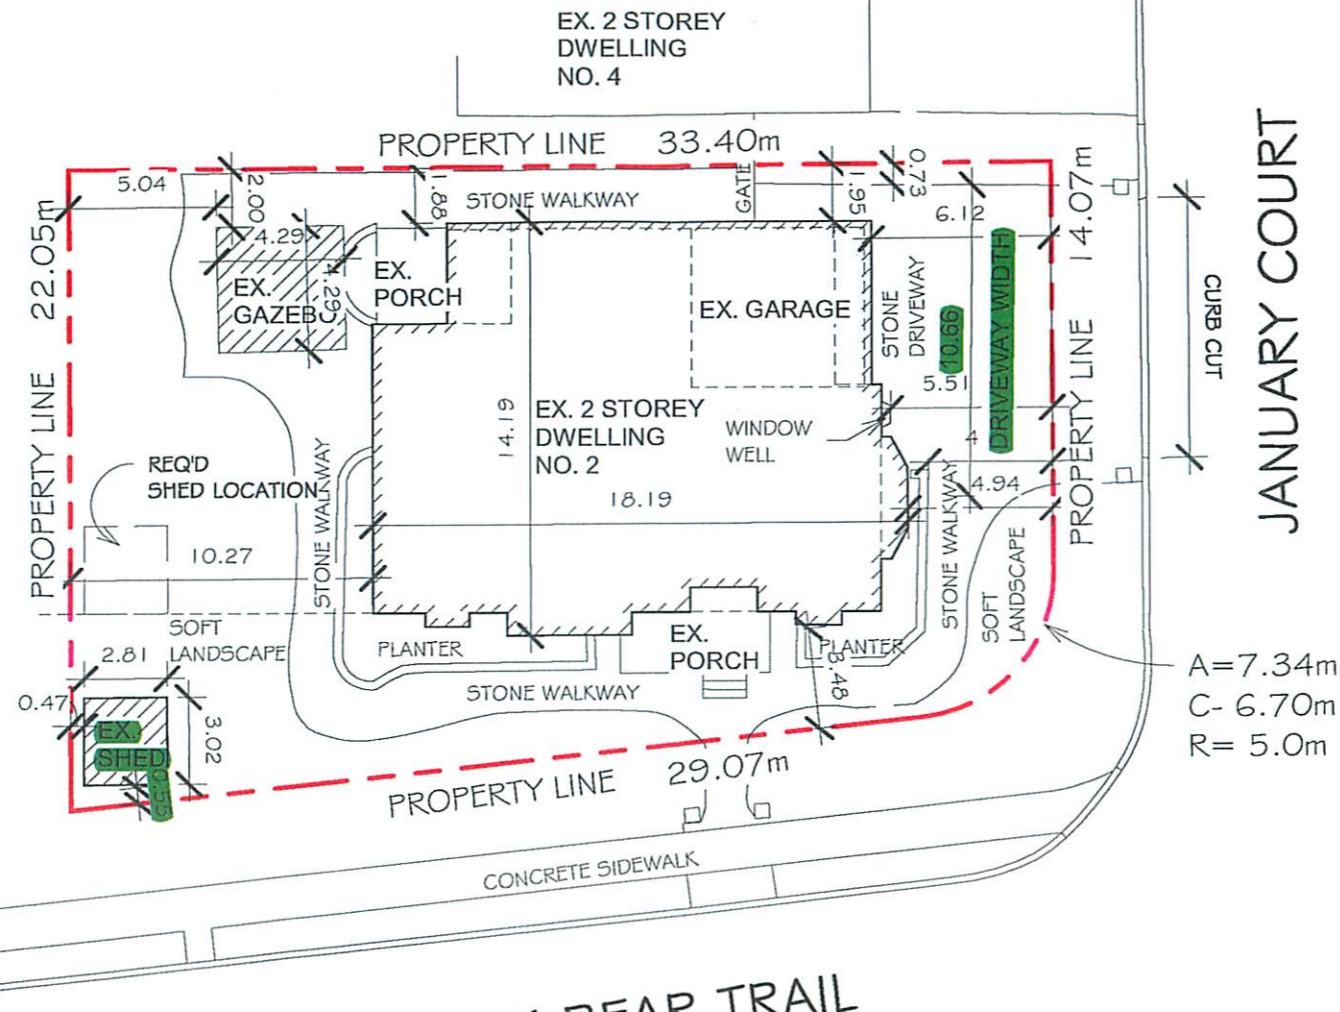 EX. 2 STOREY
DWELLING
NO. 4
PROPERTY LINE 33.40m
5.04
2.00
1.88
STONE WALKWAY
GATE
1.95
0.73
6.12
14.07m
22.05m
4.29
4.29
EX.
GAZEBO
EX.
PORCH
EX. GARAGE
STONE
DRIVEWAY
10.66
DRIVEWAY WIDTH
5.51
CURB CUT
JANUARY COURT
PROPERTY LINE
PROPERTY LINE
14.19
EX. 2 STOREY
DWELLING
NO. 2
WINDOW
WELL
4
4.94
18.19
REQ'D
SHED LOCATION
STONE WALKWAY
10.27
STONE WALKWAY
SOFT
LANDSCAPE
SOFT
LANDSCAPE
PLANTER
EX.
PORCH
PLANTER
3.48
STONE WALKWAY
2.81
0.47
3.02
EX.
SHED
0.55
A=7.34m
C- 6.70m
R= 5.0m
PROPERTY LINE 29.07m
CONCRETE SIDEWALK
BEAR TRAIL